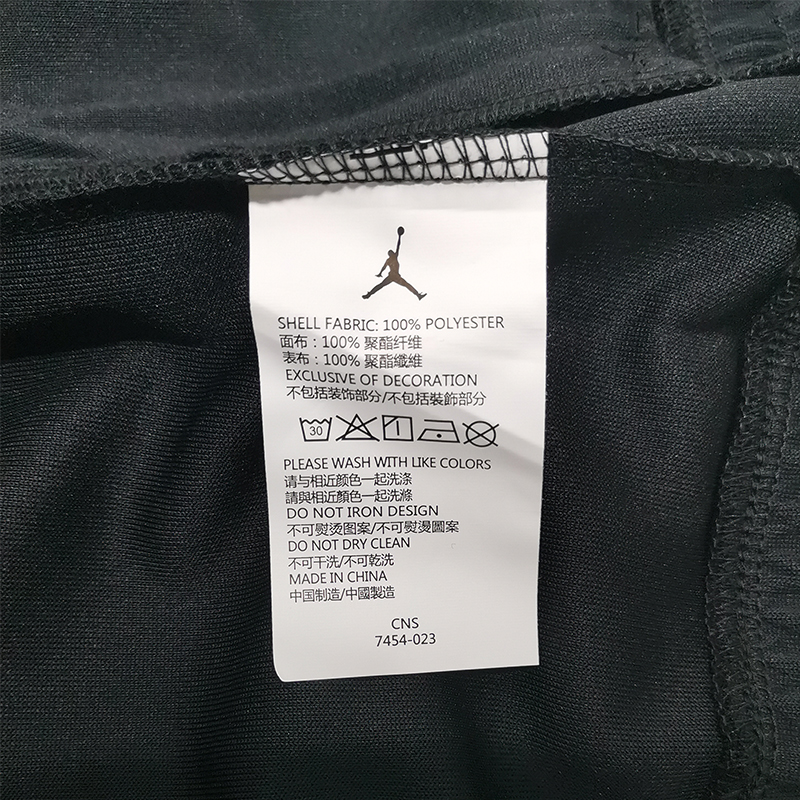 SHELL FABRIC: 100% POLYESTER
面布：100% 聚酯纤维
表布：100% 聚酯纖維
EXCLUSIVE OF DECORATION
不包括装饰部分/不包括裝飾部分
30
PLEASE WASH WITH LIKE COLORS
请与相近颜色一起洗涤
請與相近顏色一起洗滌
DO NOT IRON DESIGN
不可熨烫图案/不可熨燙圖案
DO NOT DRY CLEAN
不可干洗/不可乾洗
MADE IN CHINA
中国制造/中國製造
CNS
7454-023